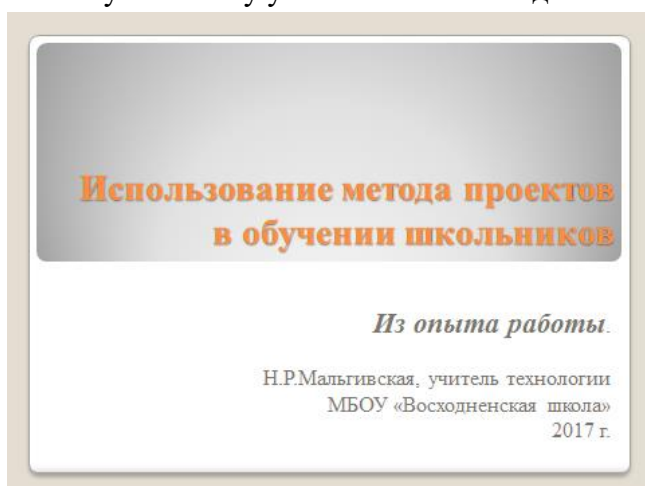 Использование метода проектов
в обучении школьников
Из опыта работы.
Н.Р.Мальгивская, учитель технологии
МБОУ «Восходненская школа»
2017 г.